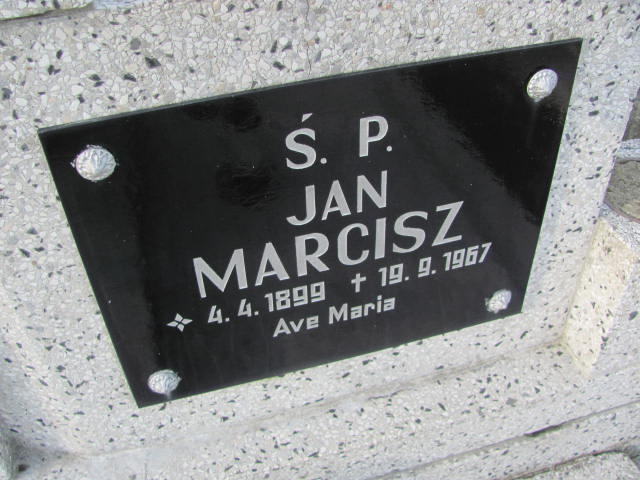 Ś. P.
JAN
MARCISZ
4. 4. 1899 † 19. 9. 1967
Ave Maria